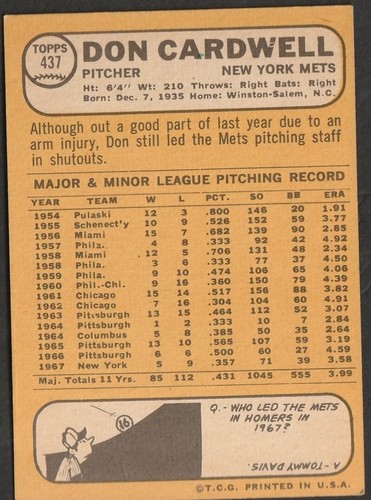 TOPPS
437
DON CARDWELL
PITCHER NEW YORK METS
Ht: 6'4" Wt: 210 Throws: Right Bats: Right
Born: Dec. 7, 1935 Home: Winston-Salem, N.C.
Although out a good part of last year due to an
arm injury, Don still led the Mets pitching staff
in shutouts.
MAJOR & MINOR LEAGUE PITCHING RECORD
YEAR TEAM W L PCT. SO BB ERA
1954 Pulaski 12 3 .800 146 20 1.91
1955 Schenect'y 10 9 .526 152 59 3.77
1956 Miami 15 7 .682 139 90 2.85
1957 Phila. 4 8 .333 92 42 4.92
1958 Miami 12 5 .706 131 48 2.34
1958 Phila. 3 6 .333 77 37 4.50
1959 Phila. 9 10 .474 106 65 4.06
1960 Phil.-Chi. 9 16 .360 150 79 4.39
1961 Chicago 15 14 .517 156 88 3.82
1962 Chicago 7 16 .304 104 60 4.91
1963 Pittsburgh 13 15 .464 112 52 3.07
1964 Pittsburgh 1 2 .333 10 7 2.84
1964 Columbus 5 8 .385 50 35 2.64
1965 Pittsburgh 13 10 .565 107 59 3.19
1966 Pittsburgh 6 6 .500 60 27 4.59
1967 New York 5 9 .357 71 39 3.58
Maj. Totals 11 Yrs. 85 112 .431 1045 555 3.99
16
Q.- WHO LED THE METS
IN HOMERS IN
1967?
A.- TOMMY DAVIS.
©T.C.G. PRINTED IN U.S.A.